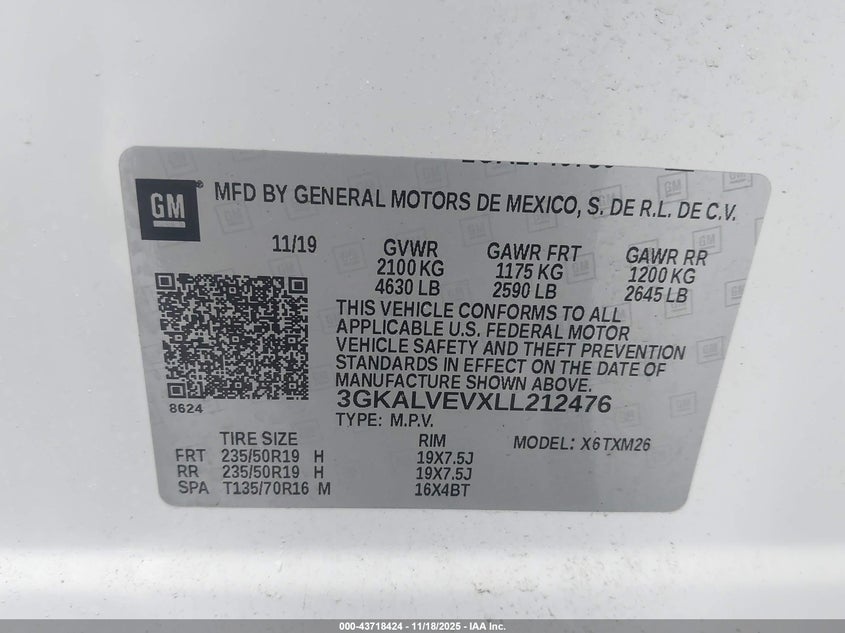 GM
MFD BY GENERAL MOTORS DE MEXICO, S. DE R.L. DE C.V.
11/19 GVWR GAWR FRT GAWR RR
2100 KG 1175 KG 1200 KG
4630 LB 2590 LB 2645 LB
THIS VEHICLE CONFORMS TO ALL
APPLICABLE U.S. FEDERAL MOTOR
VEHICLE SAFETY AND THEFT PREVENTION
STANDARDS IN EFFECT ON THE DATE OF
MANUFACTURE SHOWN ABOVE.
8624
3GKALVEVXLL212476
TYPE: M.P.V.
TIRE SIZE RIM MODEL: X6TXM26
FRT 235/50R19 H 19X7.5J
RR 235/50R19 H 19X7.5J
SPA T135/70R16 M 16X4BT
000-43718424 | 11/18/2025 - IAA Inc.